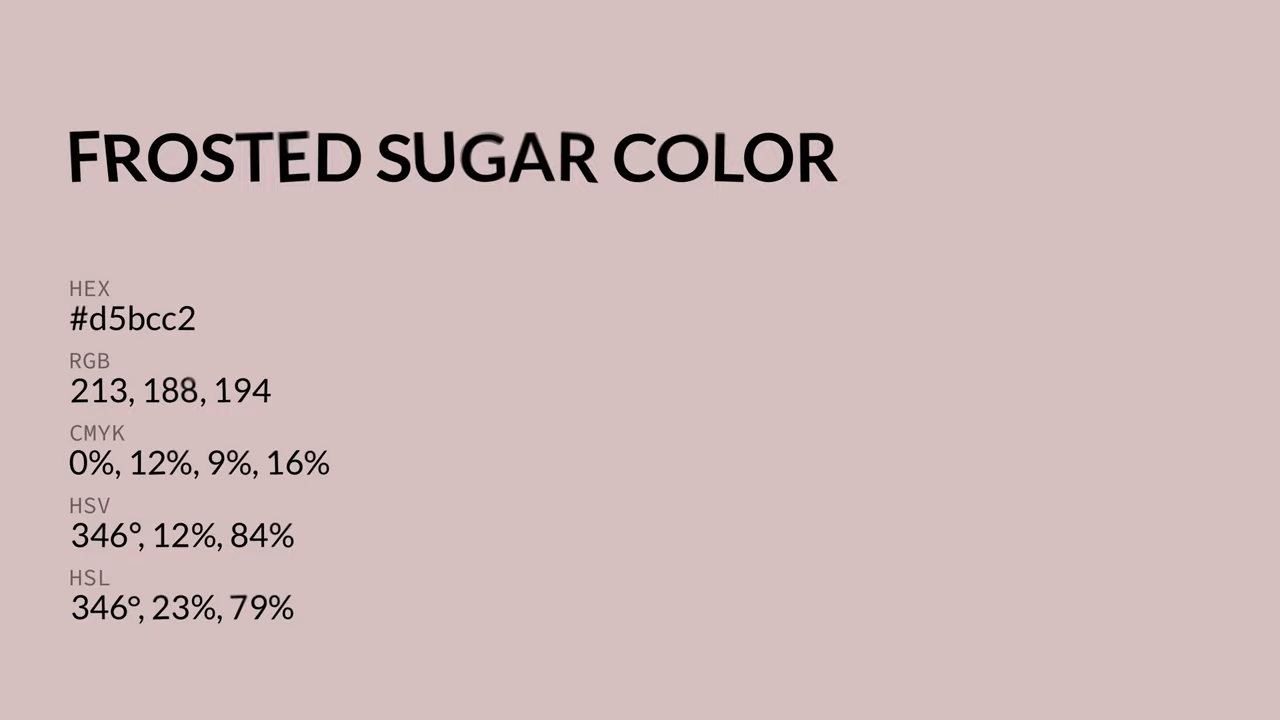 FROSTED SUGAR COLOR
HEX
#d5bcc2
RGB
213, 188, 194
CMYK
0%, 12%, 9%, 16%
HSV
346°, 12%, 84%
HSL
346°, 23%, 79%